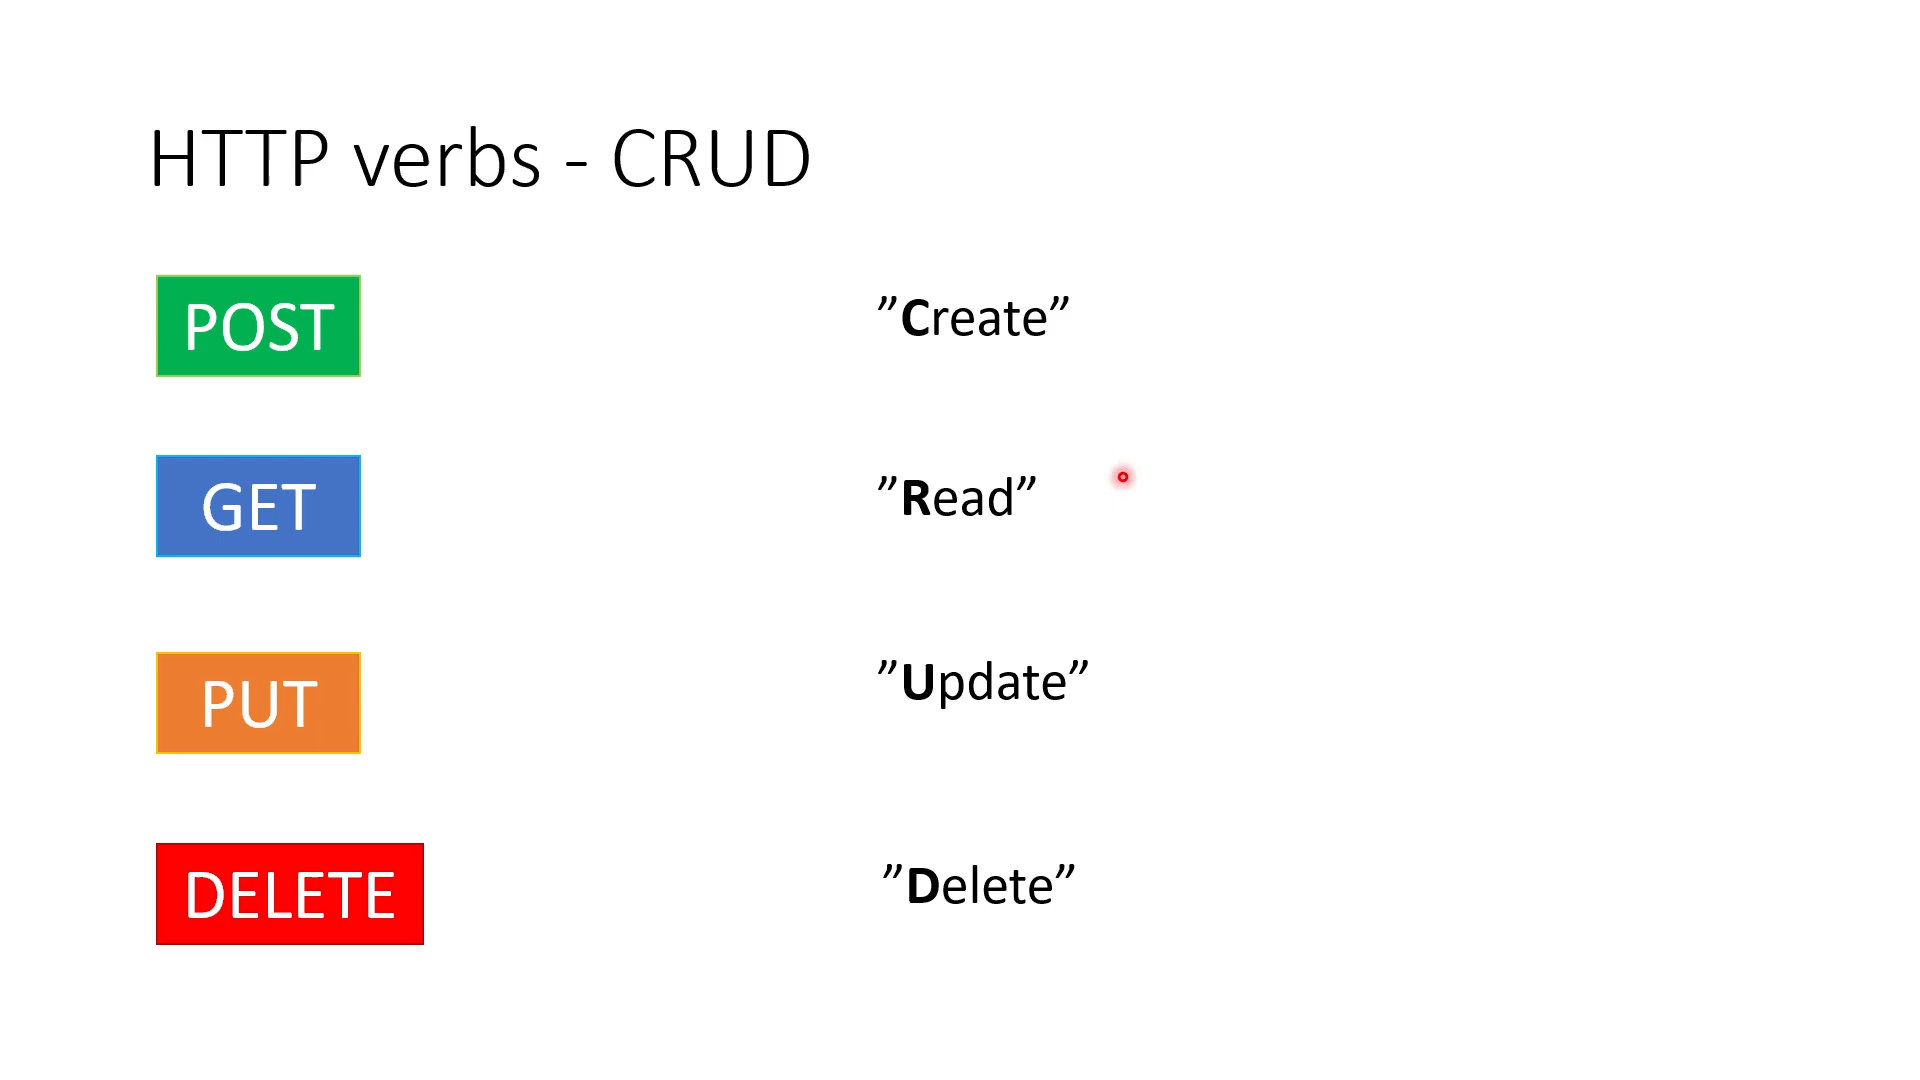 HTTP verbs - CRUD
POST
”Create”
GET
”Read”
PUT
”Update”
DELETE
”Delete”